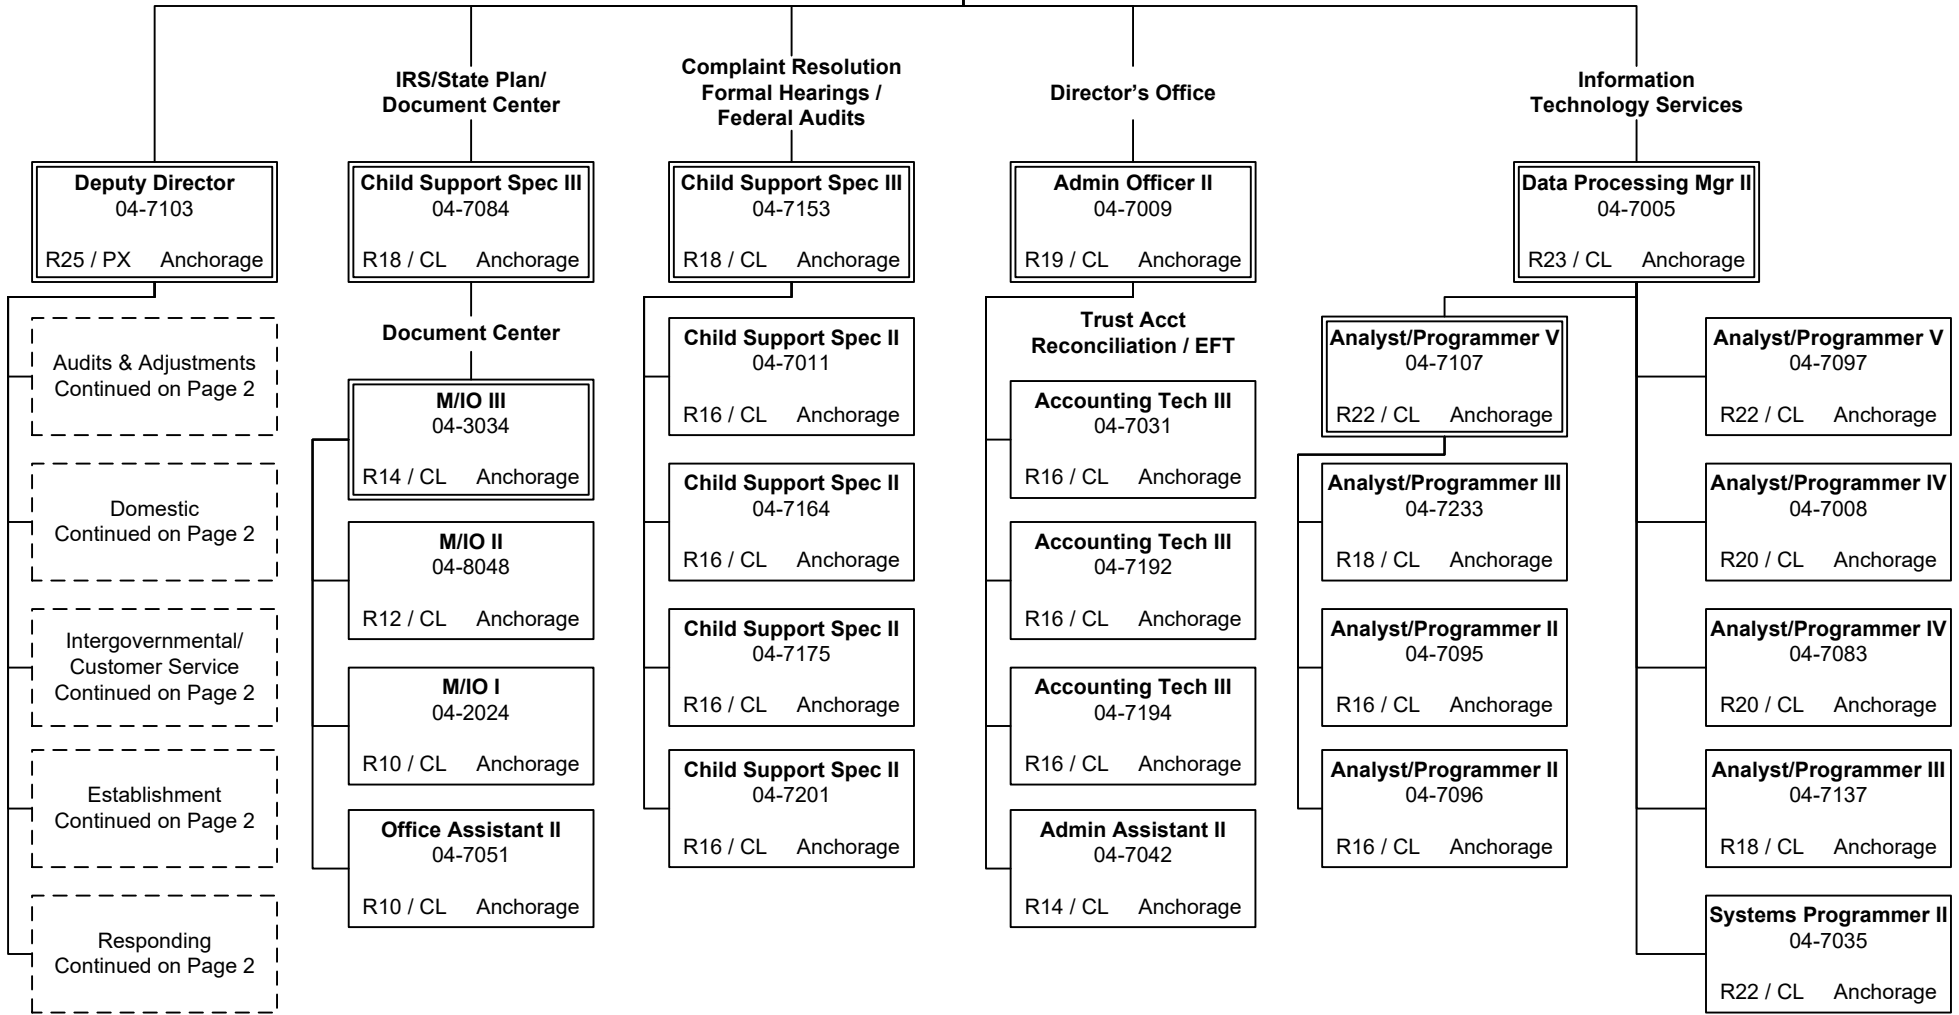 Deputy Director
04-7103
R25 / PX Anchorage
Audits & Adjustments
Continued on Page 2
Domestic
Continued on Page 2
Intergovernmental/
Customer Service
Continued on Page 2
Establishment
Continued on Page 2
Responding
Continued on Page 2
IRS/State Plan/
Document Center
Child Support Spec III
04-7084
R18 / CL Anchorage
Document Center
M/IO III
04-3034
R14 / CL Anchorage
M/IO II
04-8048
R12 / CL Anchorage
M/IO I
04-2024
R10 / CL Anchorage
Office Assistant II
04-7051
R10 / CL Anchorage
Complaint Resolution
Formal Hearings /
Federal Audits
Child Support Spec III
04-7153
R18 / CL Anchorage
Child Support Spec II
04-7011
R16 / CL Anchorage
Child Support Spec II
04-7164
R16 / CL Anchorage
Child Support Spec II
04-7175
R16 / CL Anchorage
Child Support Spec II
04-7201
R16 / CL Anchorage
Director’s Office
Admin Officer II
04-7009
R19 / CL Anchorage
Trust Acct
Reconciliation / EFT
Accounting Tech III
04-7031
R16 / CL Anchorage
Accounting Tech III
04-7192
R16 / CL Anchorage
Accounting Tech III
04-7194
R16 / CL Anchorage
Admin Assistant II
04-7042
R14 / CL Anchorage
Information
Technology Services
Data Processing Mgr II
04-7005
R23 / CL Anchorage
Analyst/Programmer V
04-7107
R22 / CL Anchorage
Analyst/Programmer III
04-7233
R18 / CL Anchorage
Analyst/Programmer II
04-7095
R16 / CL Anchorage
Analyst/Programmer II
04-7096
R16 / CL Anchorage
Analyst/Programmer V
04-7097
R22 / CL Anchorage
Analyst/Programmer IV
04-7008
R20 / CL Anchorage
Analyst/Programmer IV
04-7083
R20 / CL Anchorage
Analyst/Programmer III
04-7137
R18 / CL Anchorage
Systems Programmer II
04-7035
R22 / CL Anchorage